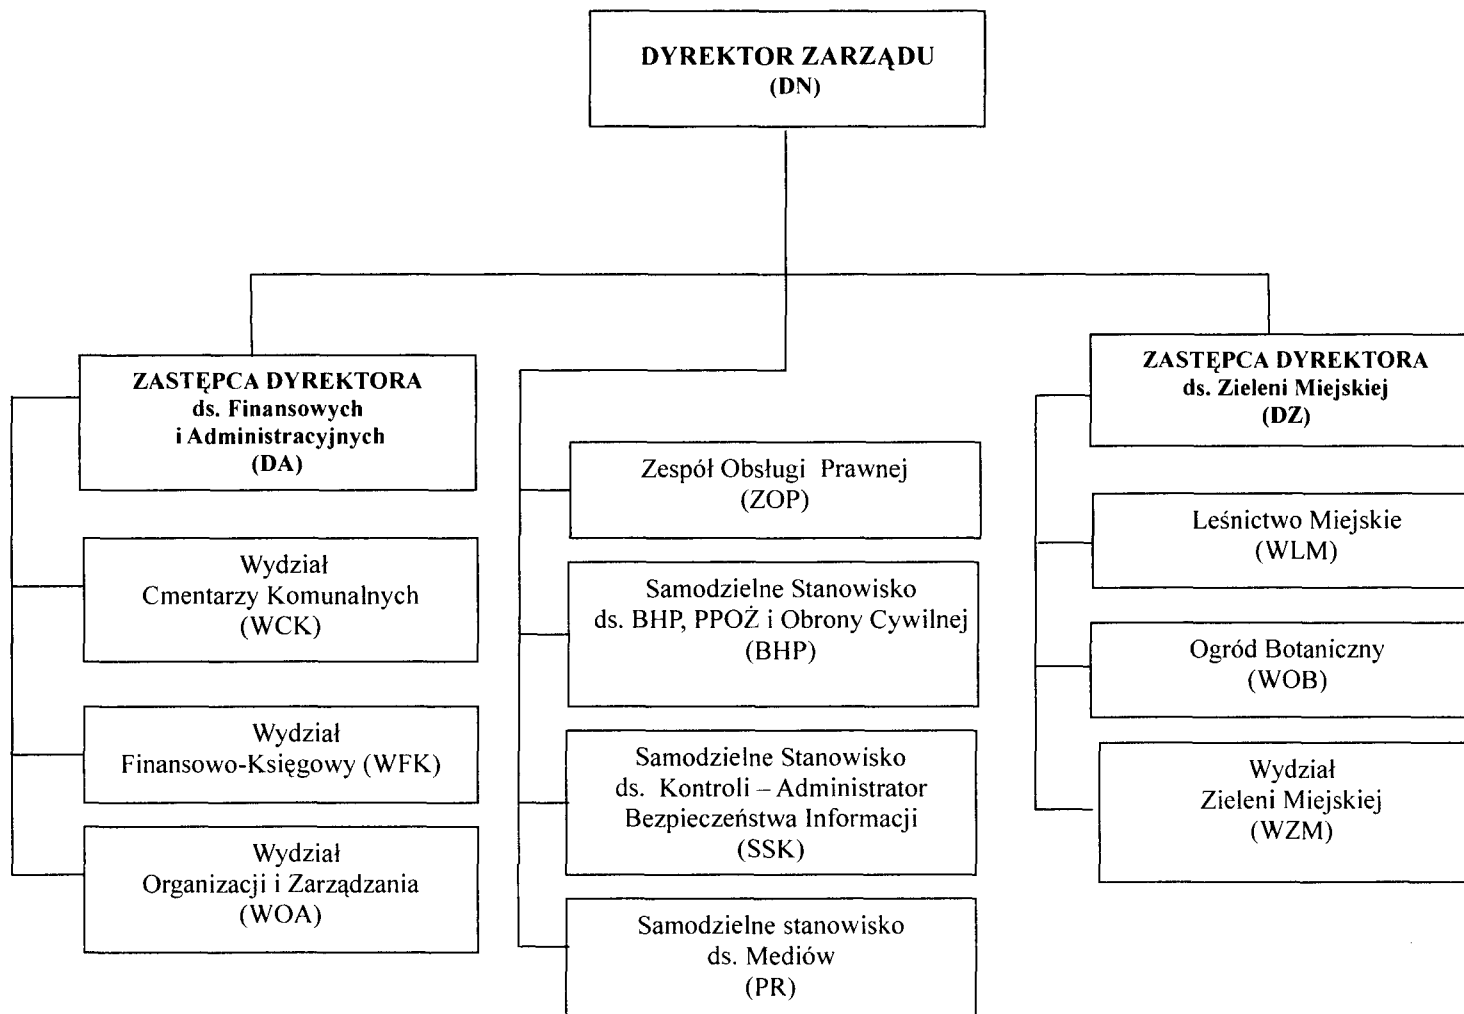 DYREKTOR ZARZĄDU
(DN)
ZASTĘPCA DYREKTORA
ds. Finansowych
i Administracyjnych
(DA)
Wydział
Cmentarzy Komunalnych
(WCK)
Wydział
Finansowo-Księgowy (WFK)
Wydział
Organizacji i Zarządzania
(WOA)
Zespół Obsługi Prawnej
(ZOP)
Samodzielne Stanowisko
ds. BHP, PPOŻ i Obrony Cywilnej
(BHP)
Samodzielne Stanowisko
ds. Kontroli – Administrator
Bezpieczeństwa Informacji
(SSK)
Samodzielne stanowisko
ds. Mediów
(PR)
ZASTĘPCA DYREKTORA
ds. Zieleni Miejskiej
(DZ)
Leśnictwo Miejskie
(WLM)
Ogród Botaniczny
(WOB)
Wydział
Zieleni Miejskiej
(WZM)